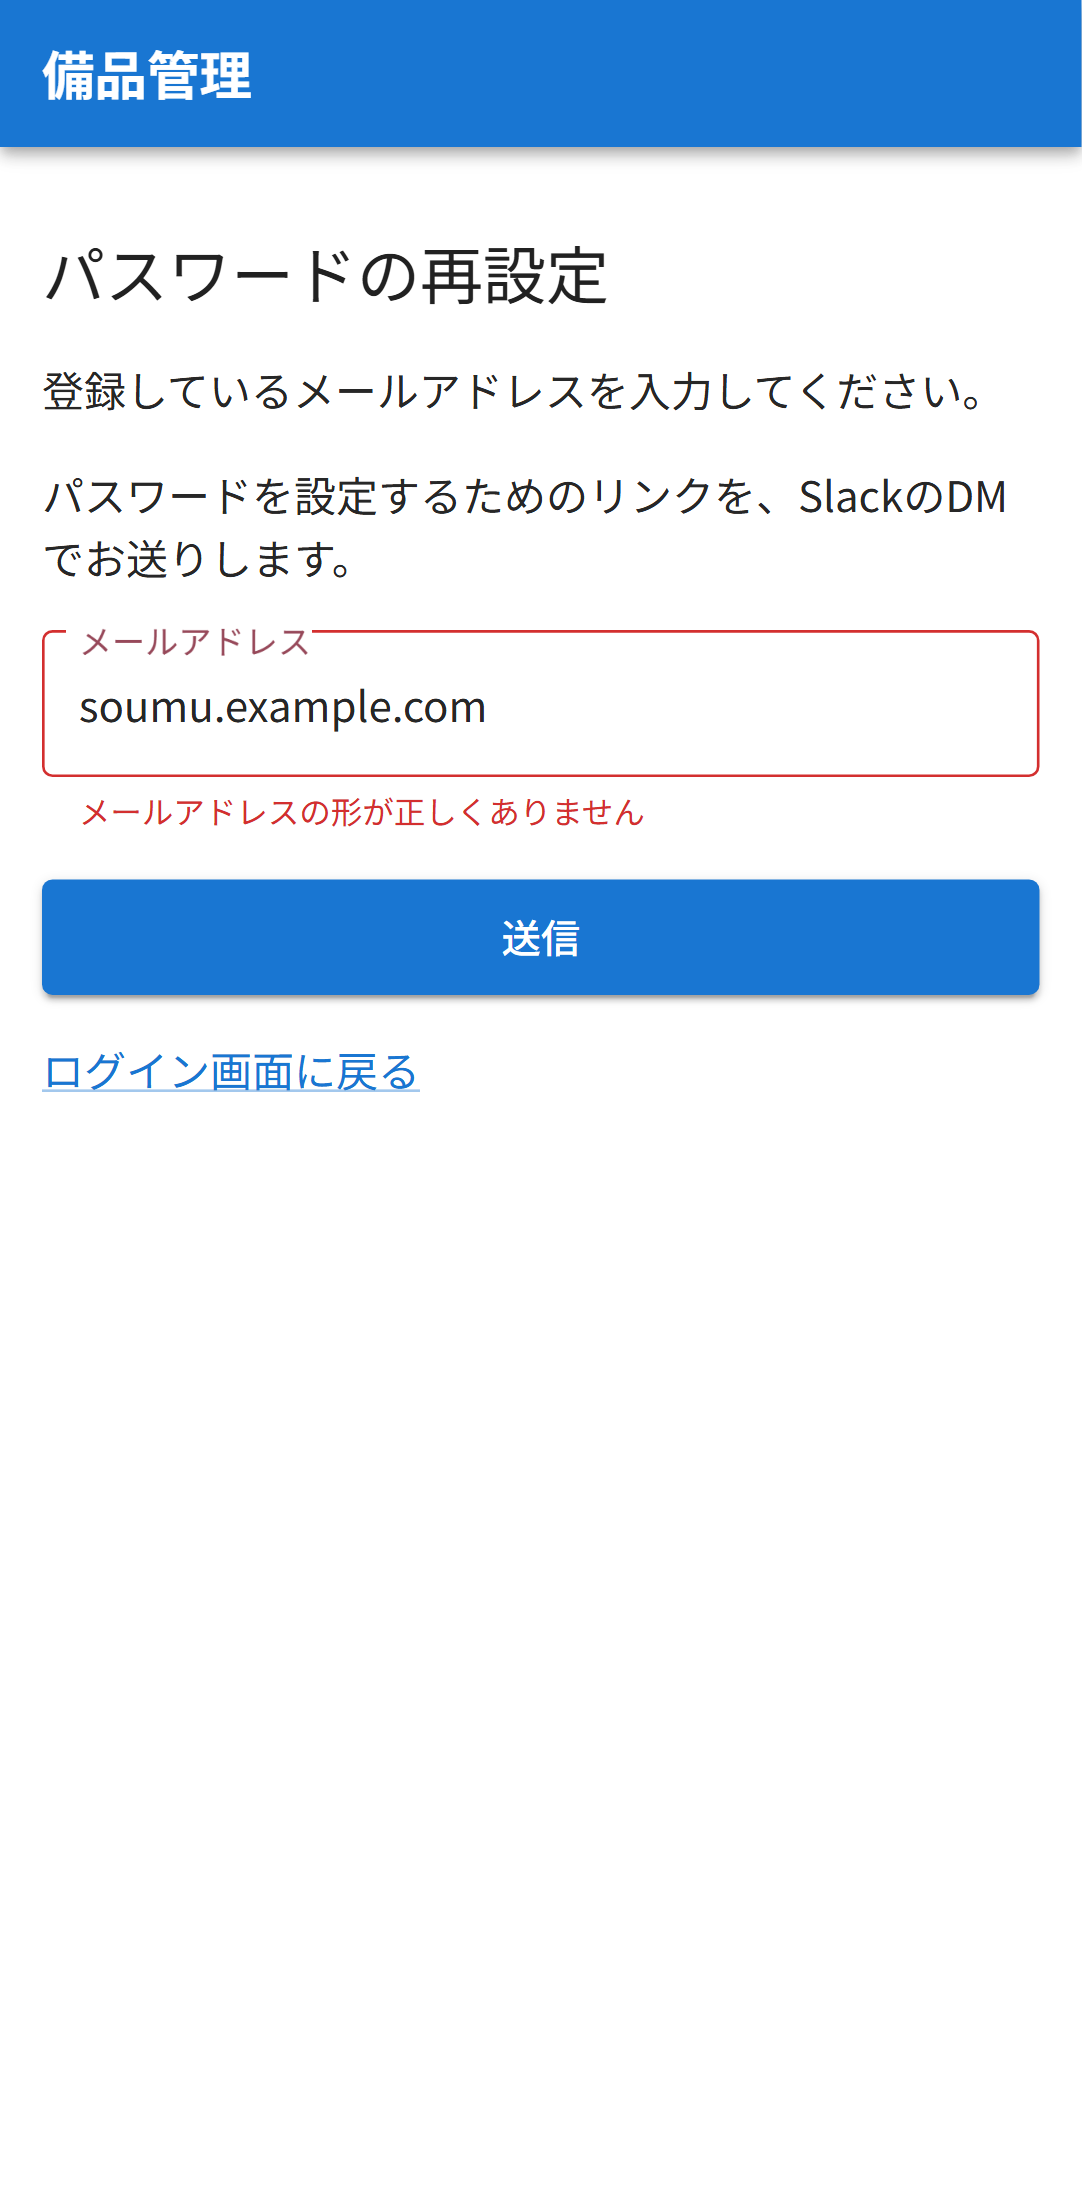 備品管理
パスワードの再設定
登録しているメールアドレスを入力してください。
パスワードを設定するためのリンクを、SlackのDM
でお送りします。
メールアドレス
soumu.example.com
メールアドレスの形が正しくありません
送信
ログイン画面に戻る